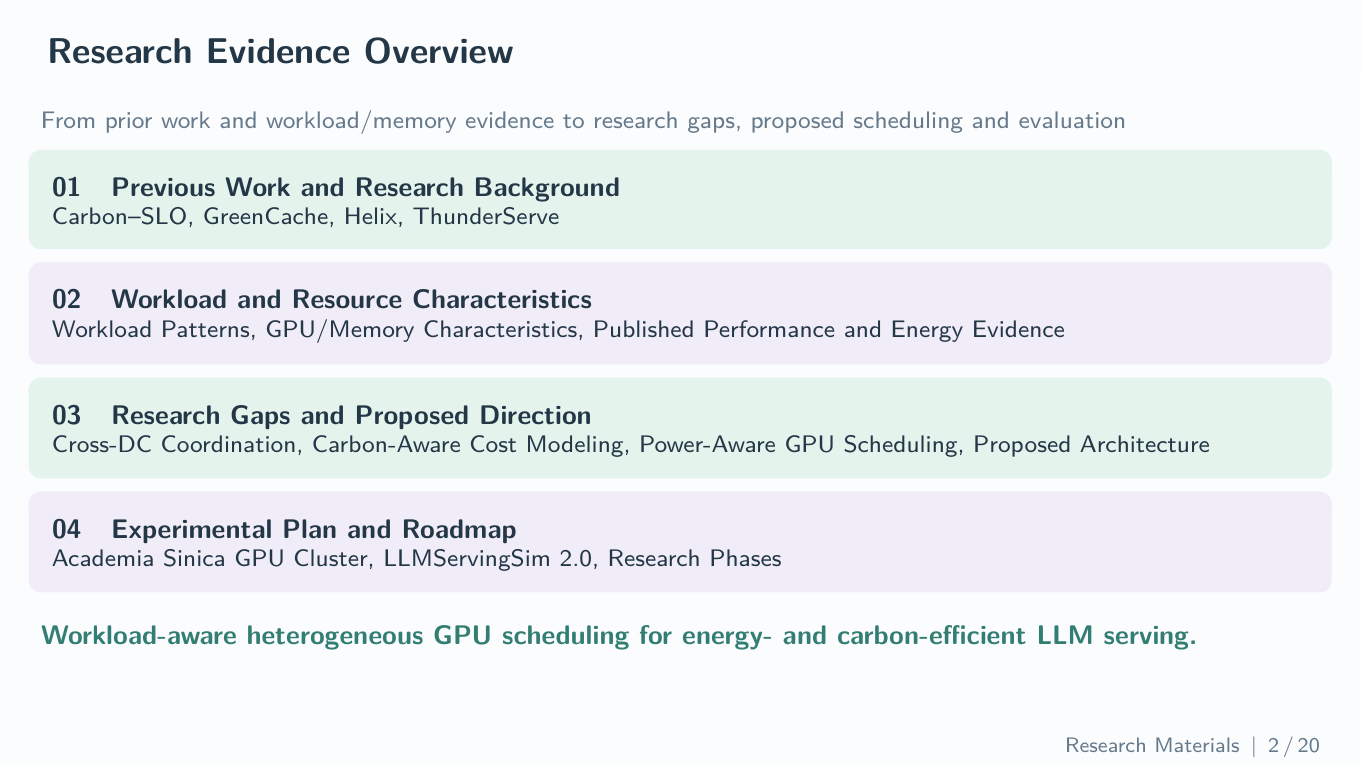 Research Evidence Overview
From prior work and workload/memory evidence to research gaps, proposed scheduling and evaluation
01 Previous Work and Research Background
Carbon–SLO, GreenCache, Helix, ThunderServe
02 Workload and Resource Characteristics
Workload Patterns, GPU/Memory Characteristics, Published Performance and Energy Evidence
03 Research Gaps and Proposed Direction
Cross-DC Coordination, Carbon-Aware Cost Modeling, Power-Aware GPU Scheduling, Proposed Architecture
04 Experimental Plan and Roadmap
Academia Sinica GPU Cluster, LLMServingSim 2.0, Research Phases
Workload-aware heterogeneous GPU scheduling for energy- and carbon-efficient LLM serving.
Research Materials | 2 / 20